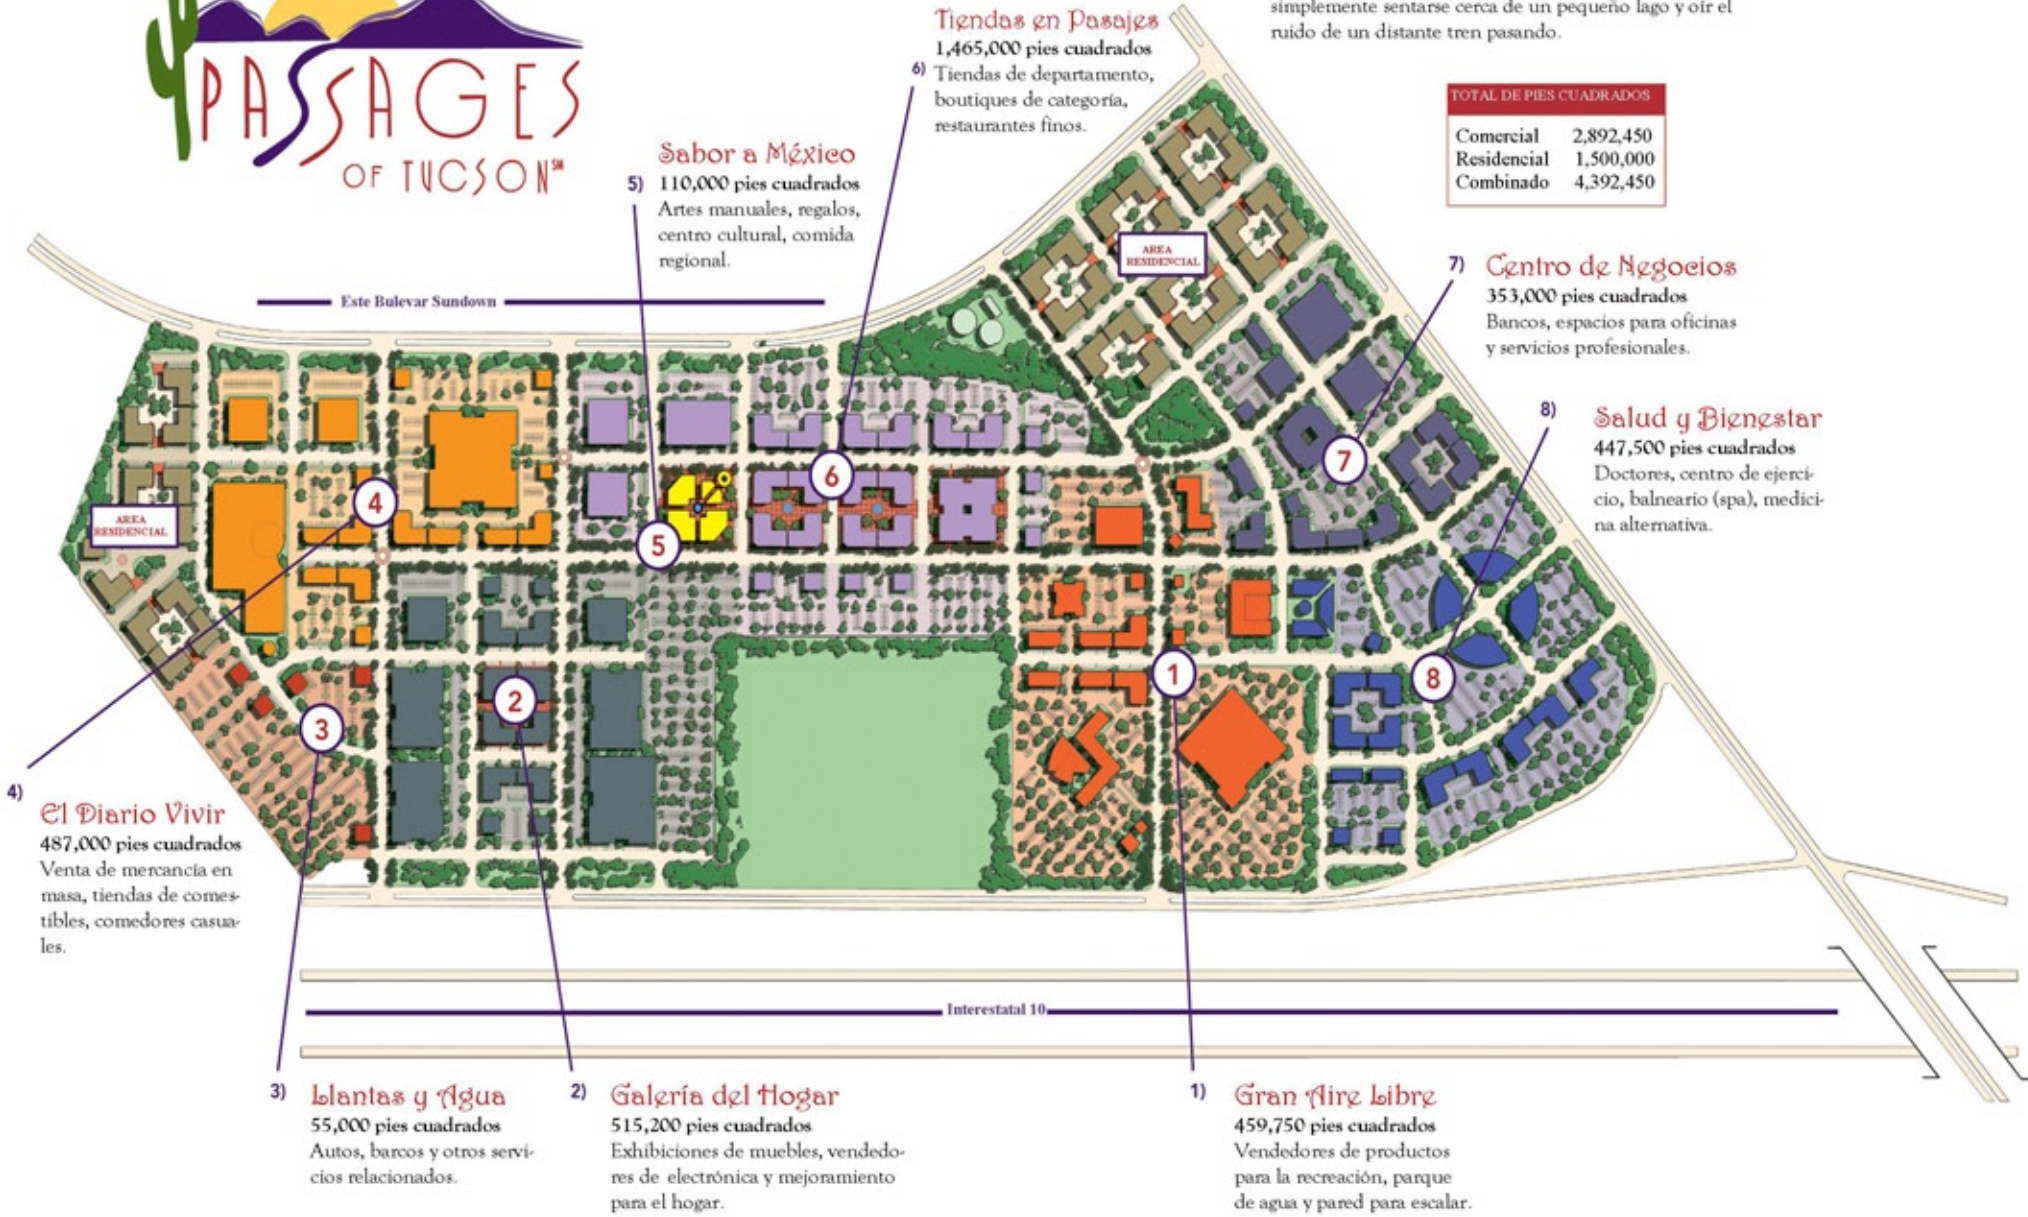 PASSAGES
OF TUCSON℠
simplemente sentarse cerca de un pequeño lago y oír el
ruido de un distante tren pasando.
TOTAL DE PIES CUADRADOS
Comercial 2,892,450
Residencial 1,500,000
Combinado 4,392,450
6) Tiendas en Pasajes
1,465,000 pies cuadrados
Tiendas de departamento,
boutiques de categoría,
restaurantes finos.
5) Sabor a México
110,000 pies cuadrados
Artes manuales, regalos,
centro cultural, comida
regional.
Este Bulevar Sundown
AREA
RESIDENCIAL
7) Centro de Negocios
353,000 pies cuadrados
Bancos, espacios para oficinas
y servicios profesionales.
8) Salud y Bienestar
447,500 pies cuadrados
Doctores, centro de ejerci-
cio, balneario (spa), medici-
na alternativa.
AREA
RESIDENCIAL
4
5
6
7
3
2
1
8
4) El Diario Vivir
487,000 pies cuadrados
Venta de mercancía en
masa, tiendas de comes-
tibles, comedores casua-
les.
Interestatal 10
3) Llantas y Agua
55,000 pies cuadrados
Autos, barcos y otros servi-
cios relacionados.
2) Galería del Hogar
515,200 pies cuadrados
Exhibiciones de muebles, vendedo-
res de electrónica y mejoramiento
para el hogar.
1) Gran Aire Libre
459,750 pies cuadrados
Vendedores de productos
para la recreación, parque
de agua y pared para escalar.